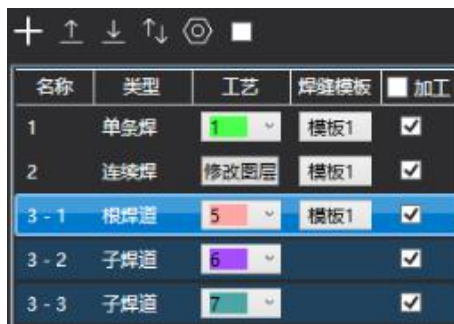 名称 类型 工艺 焊缝模板 加工
1 单条焊 1 模板1
2 连续焊 修改图层 模板1
3 - 1 根焊道 5 模板1
3 - 2 子焊道 6
3 - 3 子焊道 7